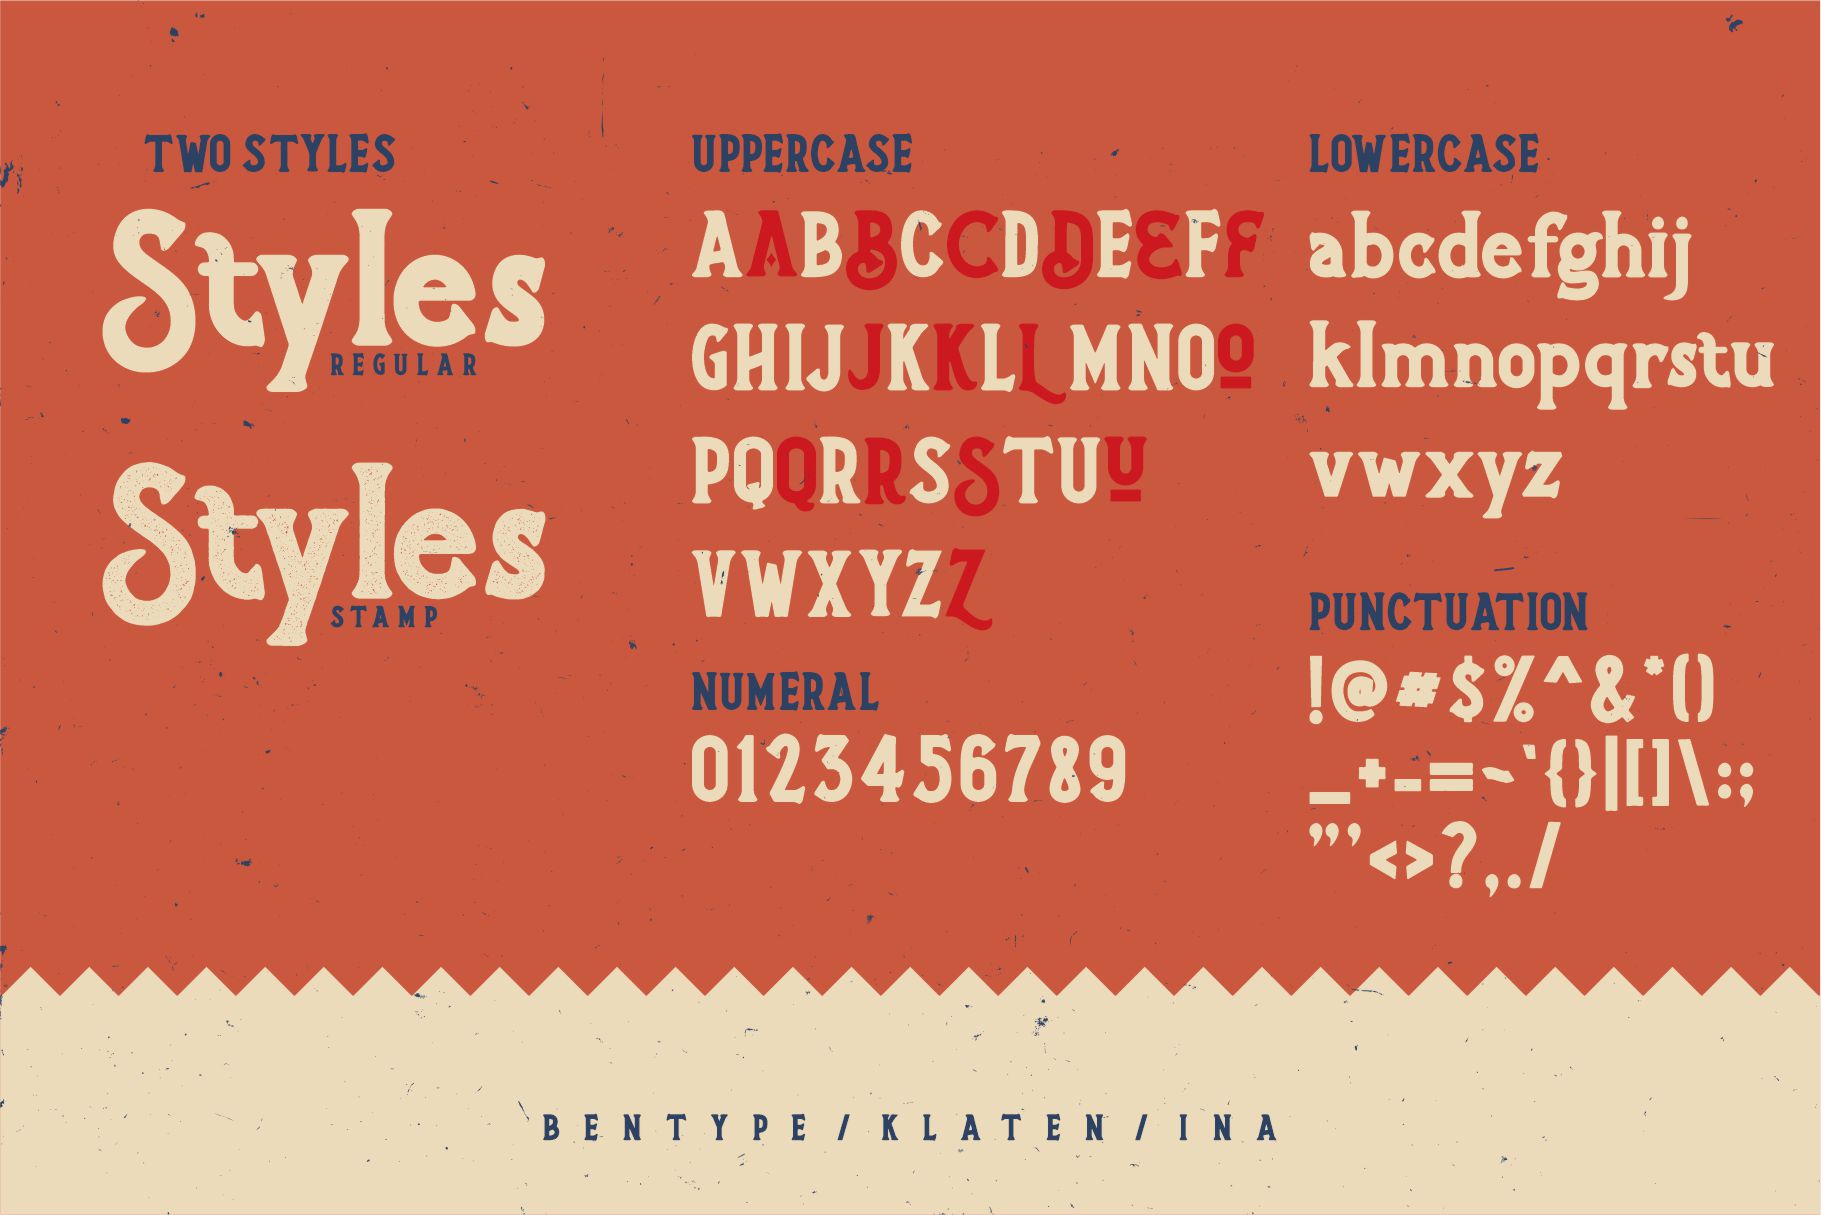 TWO STYLES
Styles
REGULAR
Styles
STAMP
UPPERCASE
AABBCCDDEEFF
GHIJJKKLLMNOO
PQQRRSSTUU
VWXYZZ
NUMERAL
0123456789
LOWERCASE
abcdefghij
klmnopqrstu
vwxyz
PUNCTUATION
!@#$%^&*()
_+-=~`{}|[]\:;
"'<>?,./
BENTYPE/KLATEN/INA